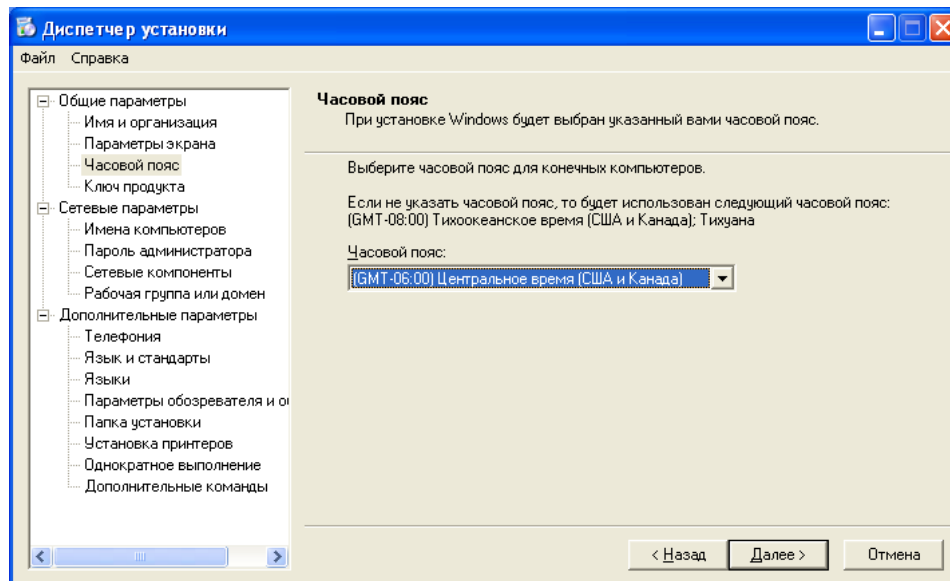 Диспетчер установки
Файл Справка
Общие параметры
Имя и организация
Параметры экрана
Часовой пояс
Ключ продукта
Сетевые параметры
Имена компьютеров
Пароль администратора
Сетевые компоненты
Рабочая группа или домен
Дополнительные параметры
Телефония
Язык и стандарты
Языки
Параметры обозревателя и
Папка установки
Установка принтеров
Однократное выполнение
Дополнительные команды
Часовой пояс
При установке Windows будет выбран указанный вами часовой пояс.
Выберите часовой пояс для конечных компьютеров.
Если не указать часовой пояс, то будет использован следующий часовой пояс:
(GMT-08:00) Тихоокеанское время (США и Канада); Тихуана
Часовой пояс:
(GMT-06:00) Центральное время (США и Канада)
< Назад Далее > Отмена